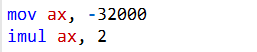 mov ax, -32000
imul ax, 2